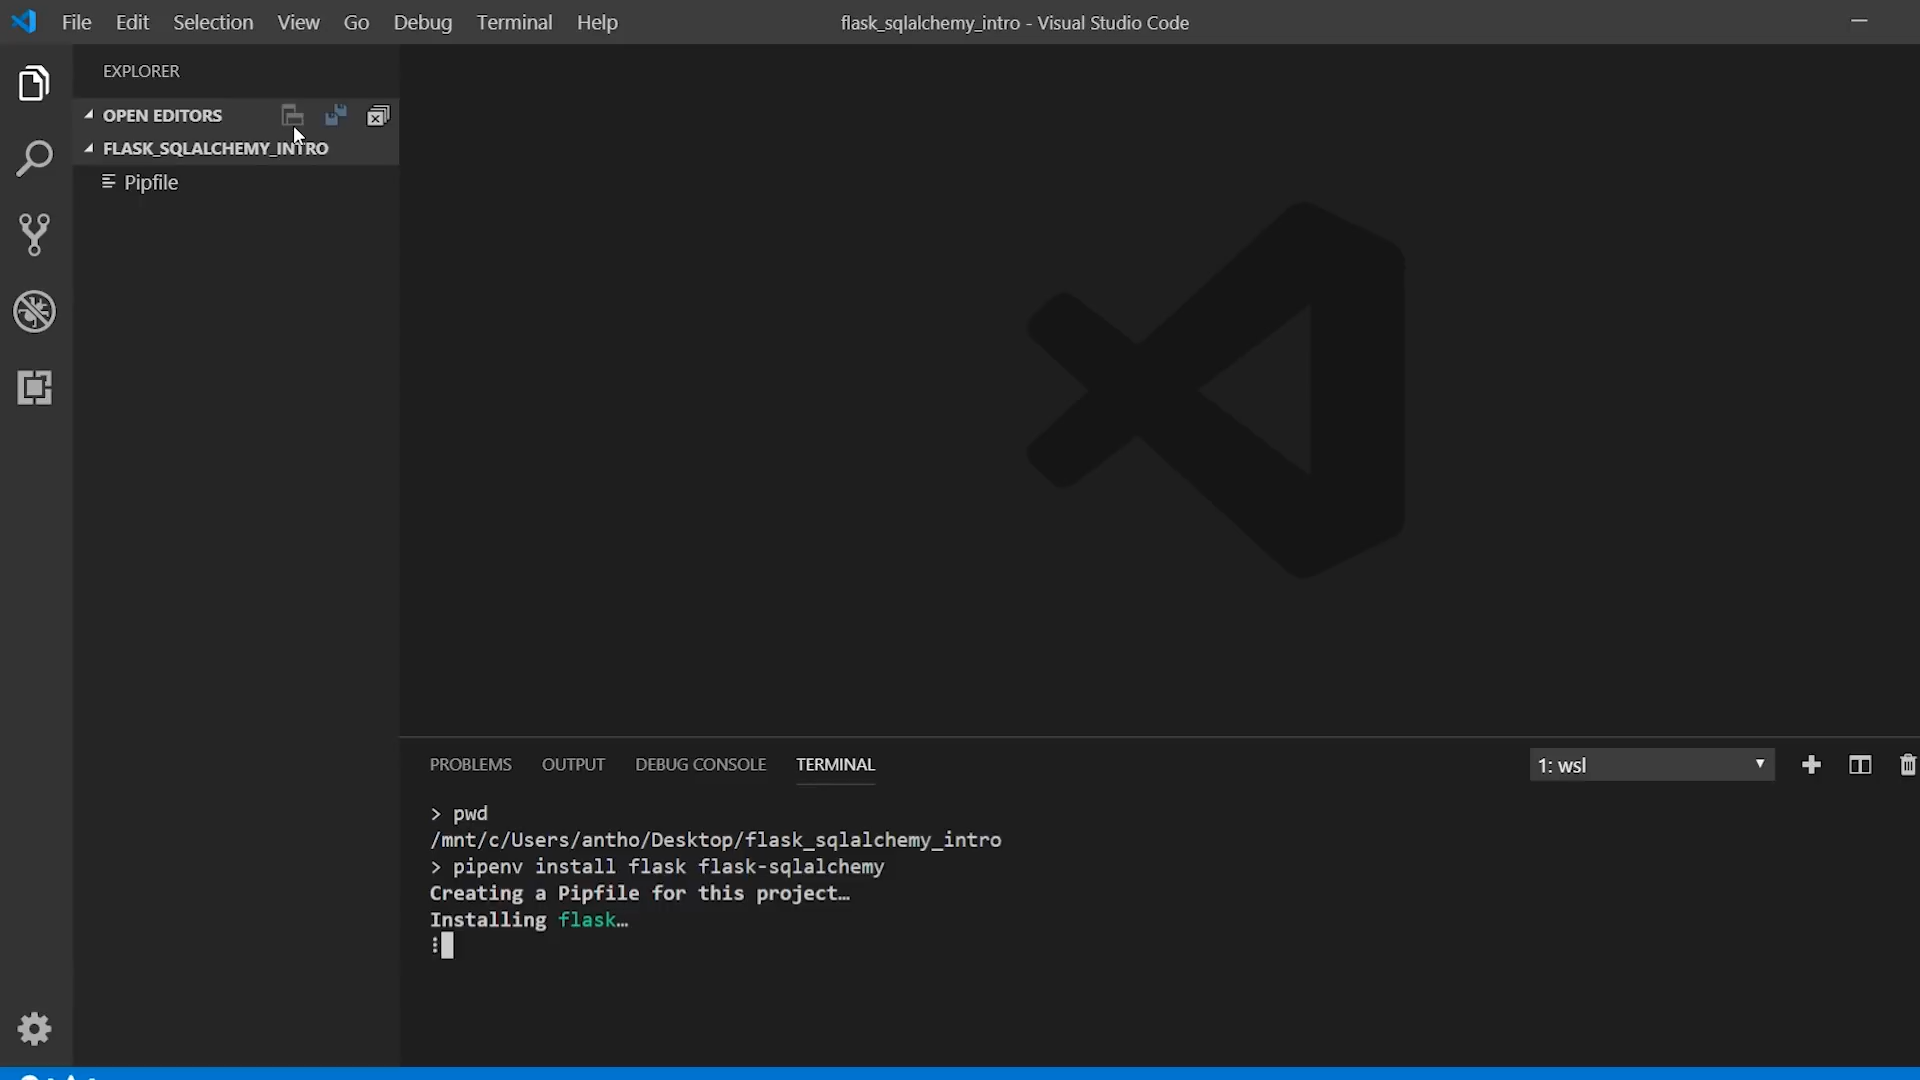 File Edit Selection View Go Debug Terminal Help
flask_sqlalchemy_intro - Visual Studio Code
EXPLORER
OPEN EDITORS
FLASK_SQLALCHEMY_INTRO
Pipfile
PROBLEMS OUTPUT DEBUG CONSOLE TERMINAL
1: wsl
> pwd
/mnt/c/Users/antho/Desktop/flask_sqlalchemy_intro
> pipenv install flask flask-sqlalchemy
Creating a Pipfile for this project…
Installing flask…